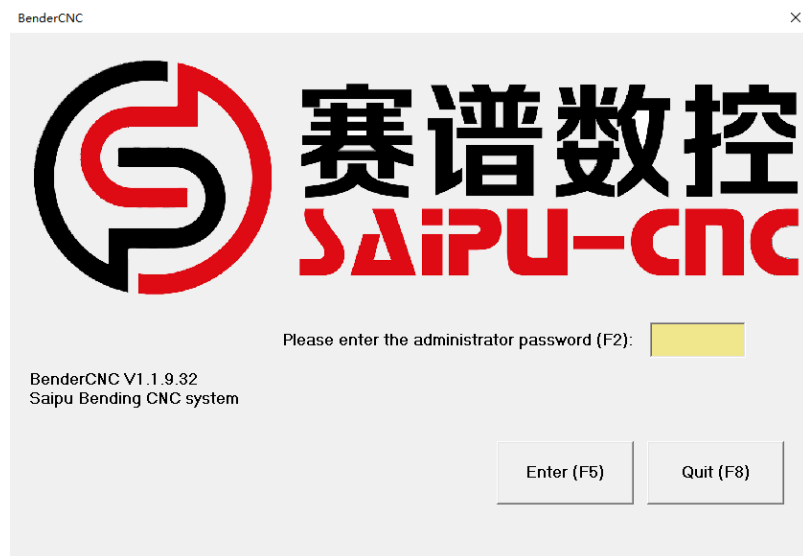 BenderCNC
赛谱数控
SAiPU-CNC
Please enter the administrator password (F2):
BenderCNC V1.1.9.32
Saipu Bending CNC system
Enter (F5)
Quit (F8)